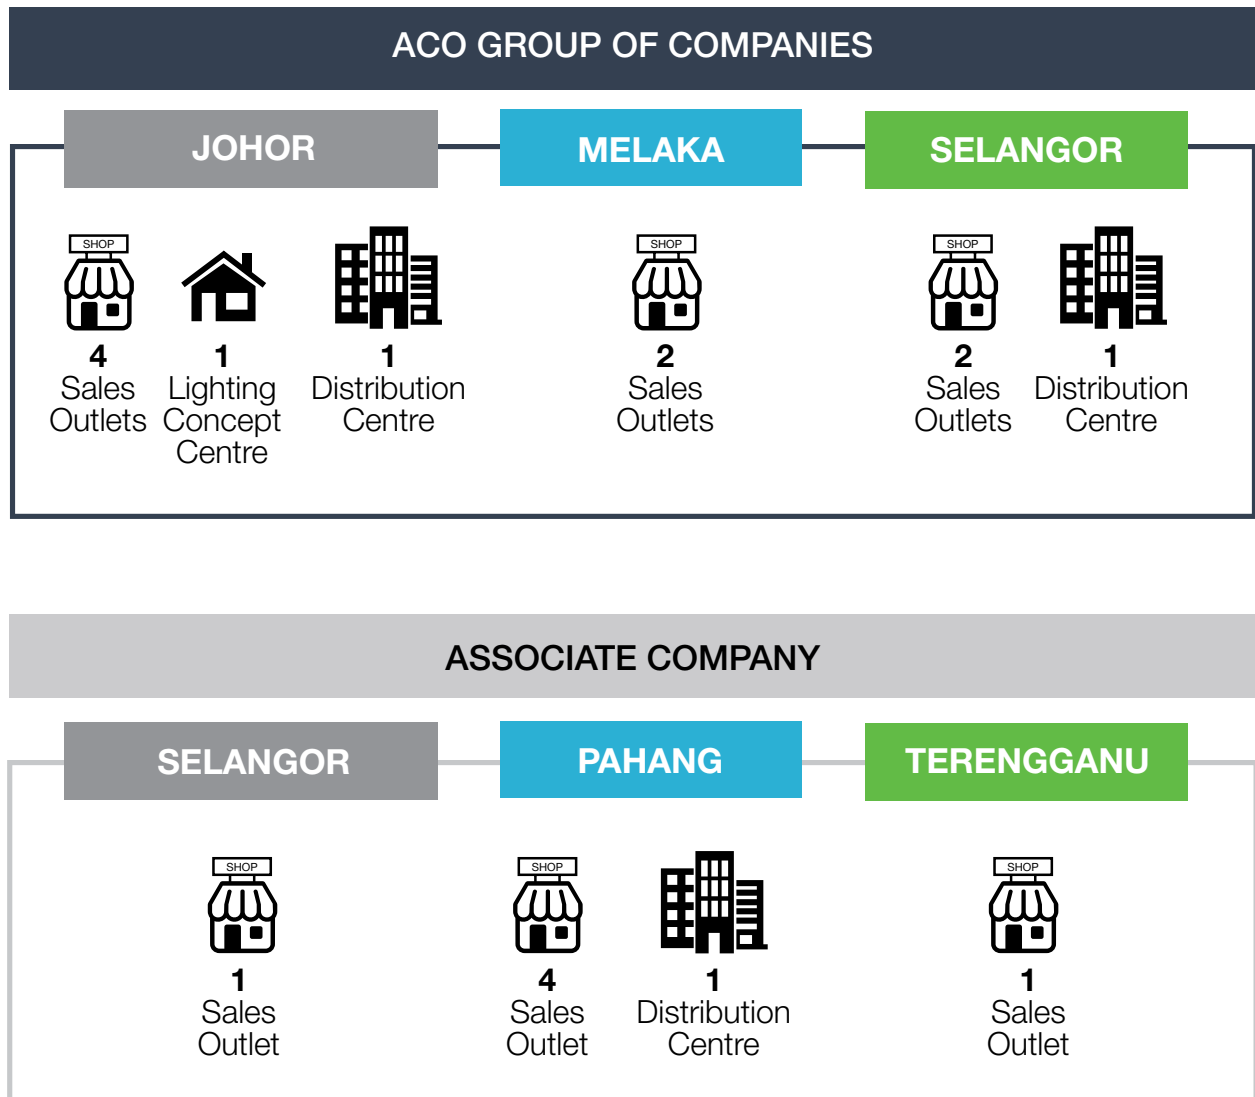 ACO GROUP OF COMPANIES
JOHOR
SHOP
4
Sales
Outlets
1
Lighting
Concept
Centre
1
Distribution
Centre
MELAKA
SHOP
2
Sales
Outlets
SELANGOR
SHOP
2
Sales
Outlets
1
Distribution
Centre
ASSOCIATE COMPANY
SELANGOR
SHOP
1
Sales
Outlet
PAHANG
SHOP
4
Sales
Outlet
1
Distribution
Centre
TERENGGANU
SHOP
1
Sales
Outlet